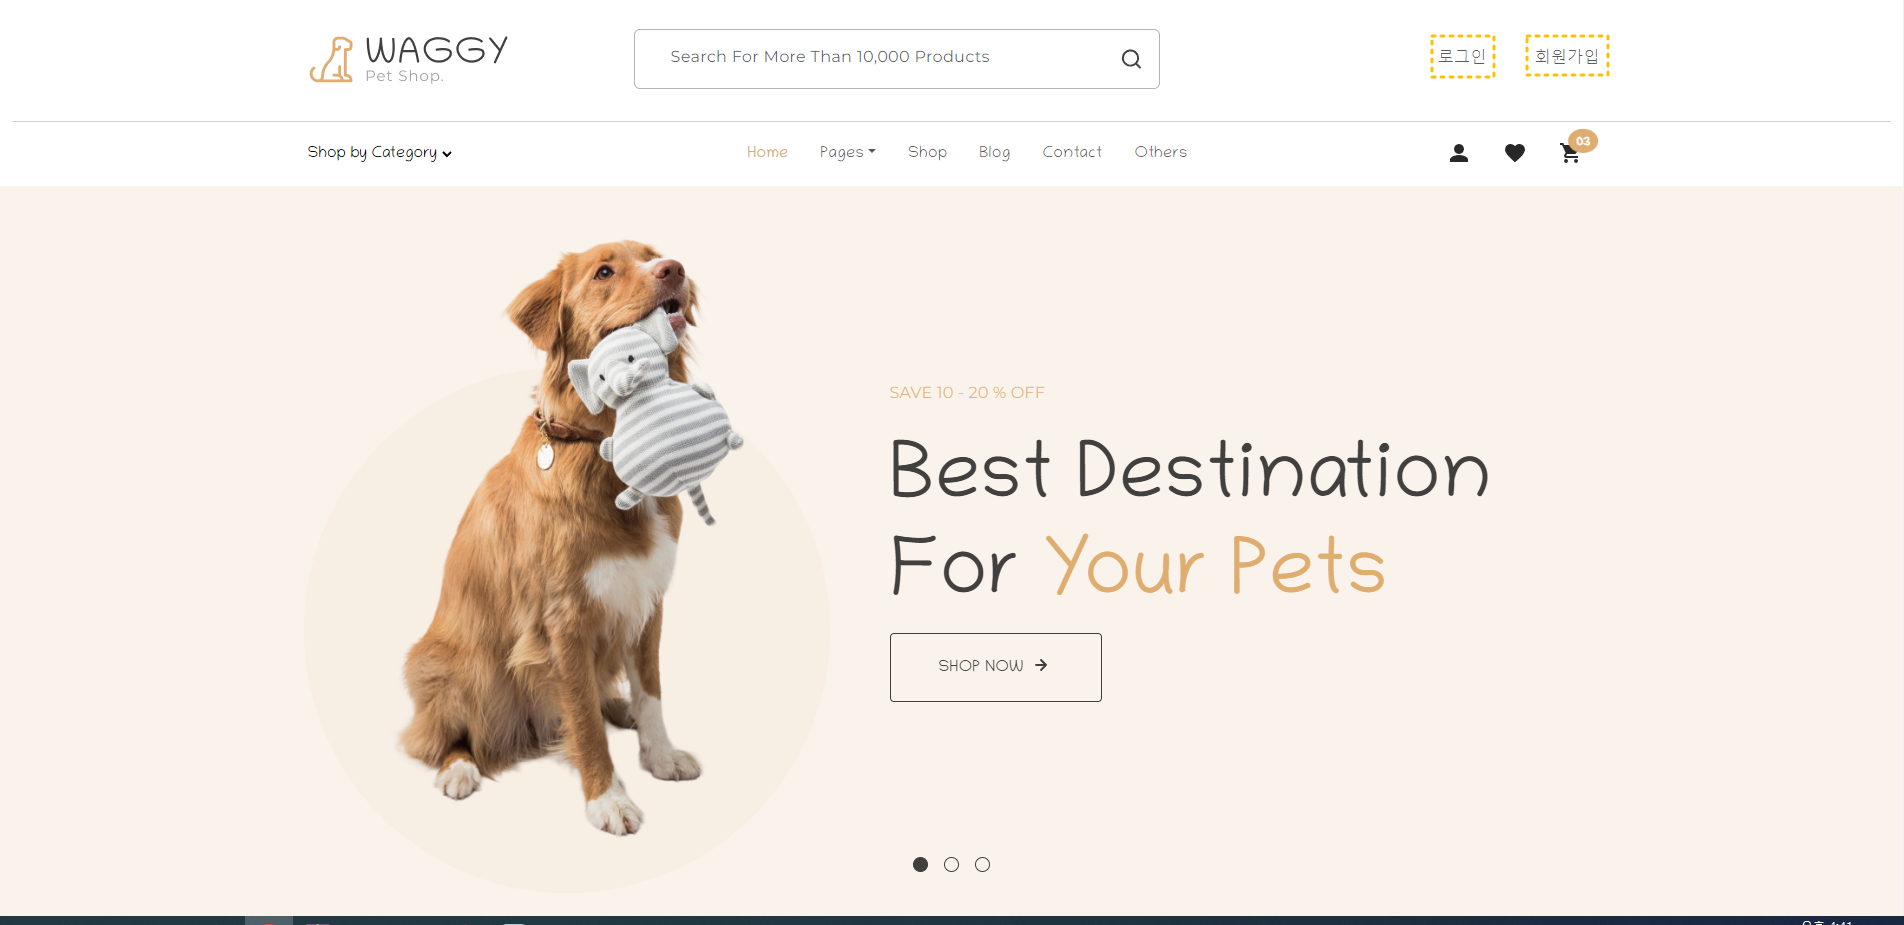 WAGGY
Pet Shop.
Search For More Than 10,000 Products
로그인
회원가입
Shop by Category
Home
Pages
Shop
Blog
Contact
Others
03
SAVE 10 - 20 % OFF
Best Destination
For Your Pets
SHOP NOW